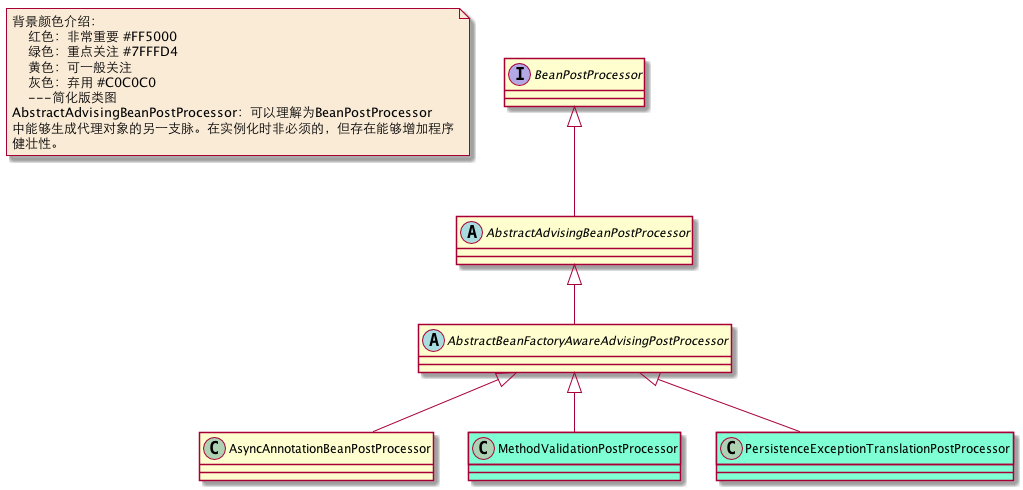 背景颜色介绍：
红色：非常重要 #FF5000
绿色：重点关注 #7FFFD4
黄色：可一般关注
灰色：弃用 #C0C0C0
---简化版类图
AbstractAdvisingBeanPostProcessor：可以理解为BeanPostProcessor
中能够生成代理对象的另一支脉。在实例化时非必须的，但存在能够增加程序
健壮性。
I BeanPostProcessor
A AbstractAdvisingBeanPostProcessor
A AbstractBeanFactoryAwareAdvisingPostProcessor
C AsyncAnnotationBeanPostProcessor
C MethodValidationPostProcessor
C PersistenceExceptionTranslationPostProcessor